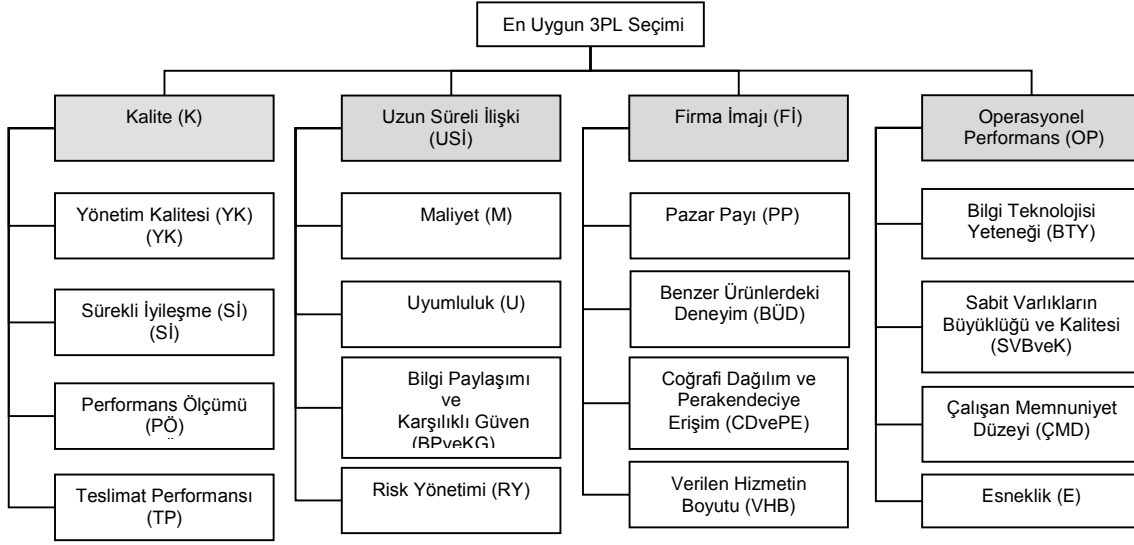 En Uygun 3PL Seçimi
Kalite (K)
Yönetim Kalitesi (YK)
(YK)
Sürekli İyileşme (Sİ)
(Sİ)
Performans Ölçümü
(PÖ)
Teslimat Performansı
(TP)
Uzun Süreli İlişki
(USİ)
Maliyet (M)
Uyumluluk (U)
Bilgi Paylaşımı
ve
Karşılıklı Güven
(BPveKG)
Risk Yönetimi (RY)
Firma İmajı (Fİ)
Pazar Payı (PP)
Benzer Ürünlerdeki
Deneyim (BÜD)
Coğrafi Dağılım ve
Perakendeciye
Erişim (CDvePE)
Verilen Hizmetin
Boyutu (VHB)
Operasyonel
Performans (OP)
Bilgi Teknolojisi
Yeteneği (BTY)
Sabit Varlıkların
Büyüklüğü ve Kalitesi
(SVBveK)
Çalışan Memnuniyet
Düzeyi (ÇMD)
Esneklik (E)